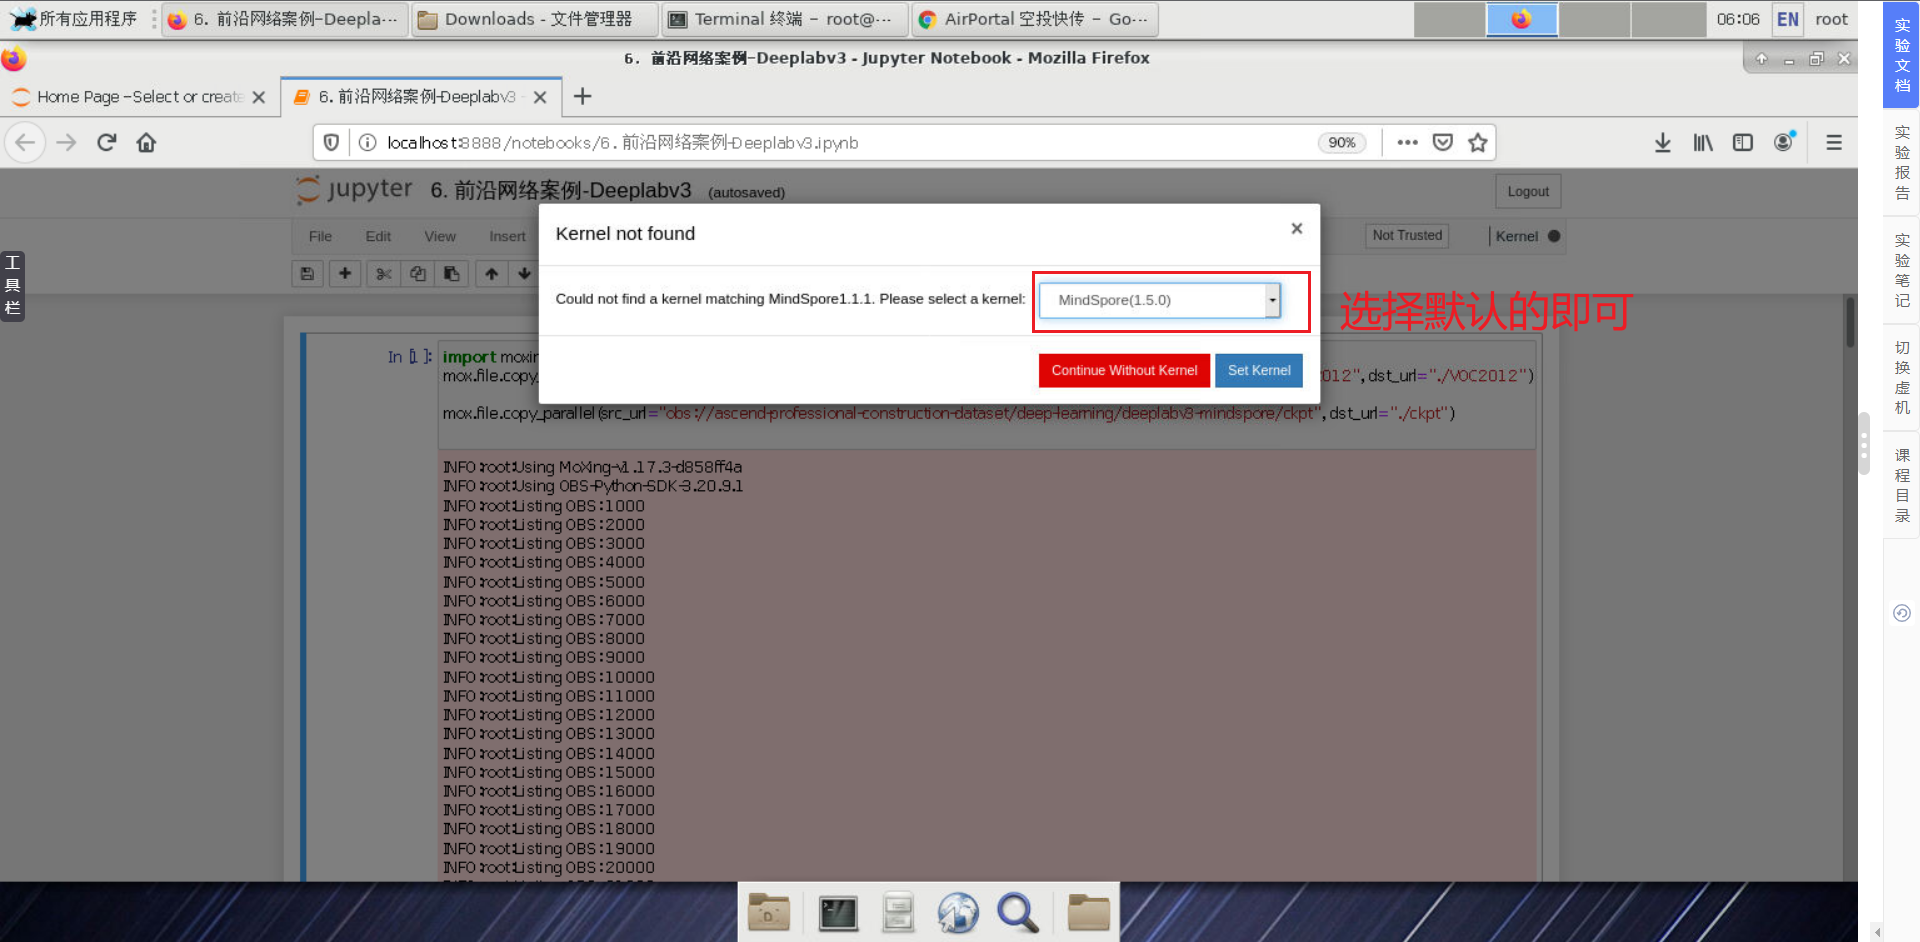 所有应用程序
6. 前沿网络案例-Deepla···
Downloads - 文件管理器
Terminal 终端 - root@···
AirPortal 空投快传 - Go···
06:06
EN
root
6. 前沿网络案例-Deeplabv3 - Jupyter Notebook - Mozilla Firefox
Home Page - Select or create
6. 前沿网络案例-Deeplabv3 -
localhost:8888/notebooks/6. 前沿网络案例-Deeplabv3.ipynb
90%
jupyter 6. 前沿网络案例-Deeplabv3 (autosaved)
Logout
File Edit View Insert
Not Trusted
Kernel
Kernel not found
×
Could not find a kernel matching MindSpore1.1.1. Please select a kernel:
MindSpore(1.5.0)
选择默认的即可
Continue Without Kernel
Set Kernel
In [1]:
import moxin
mox.file.copy_
012",dst_url="./VOC2012")
mox.file.copy_parallel(src_url="obs://ascend-professional-construction-dataset/deep-learning/deeplabv3-mindspore/ckpt",dst_url="./ckpt")
INFO:root:Using MoXing-v1.17.3-d858ff4a
INFO:root:Using OBS-Python-SDK-3.20.9.1
INFO:root:Listing OBS:1000
INFO:root:Listing OBS:2000
INFO:root:Listing OBS:3000
INFO:root:Listing OBS:4000
INFO:root:Listing OBS:5000
INFO:root:Listing OBS:6000
INFO:root:Listing OBS:7000
INFO:root:Listing OBS:8000
INFO:root:Listing OBS:9000
INFO:root:Listing OBS:10000
INFO:root:Listing OBS:11000
INFO:root:Listing OBS:12000
INFO:root:Listing OBS:13000
INFO:root:Listing OBS:14000
INFO:root:Listing OBS:15000
INFO:root:Listing OBS:16000
INFO:root:Listing OBS:17000
INFO:root:Listing OBS:18000
INFO:root:Listing OBS:19000
INFO:root:Listing OBS:20000
工具栏
实验文档
实验报告
实验笔记
切换虚机
课程目录